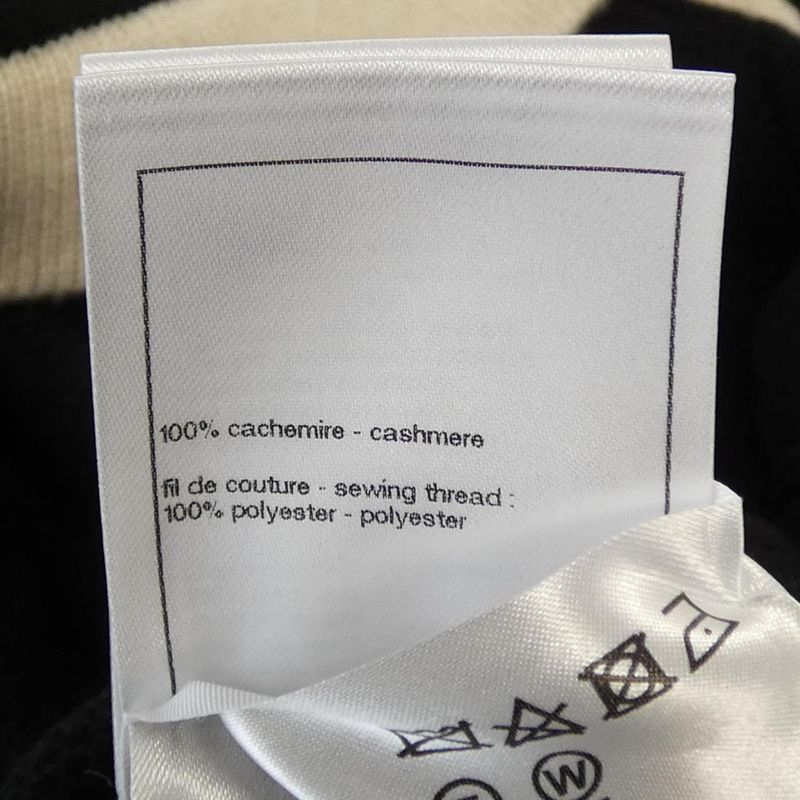 100% cachemire - cashmere
fil de couture - sewing thread :
100% polyester - polyester
W